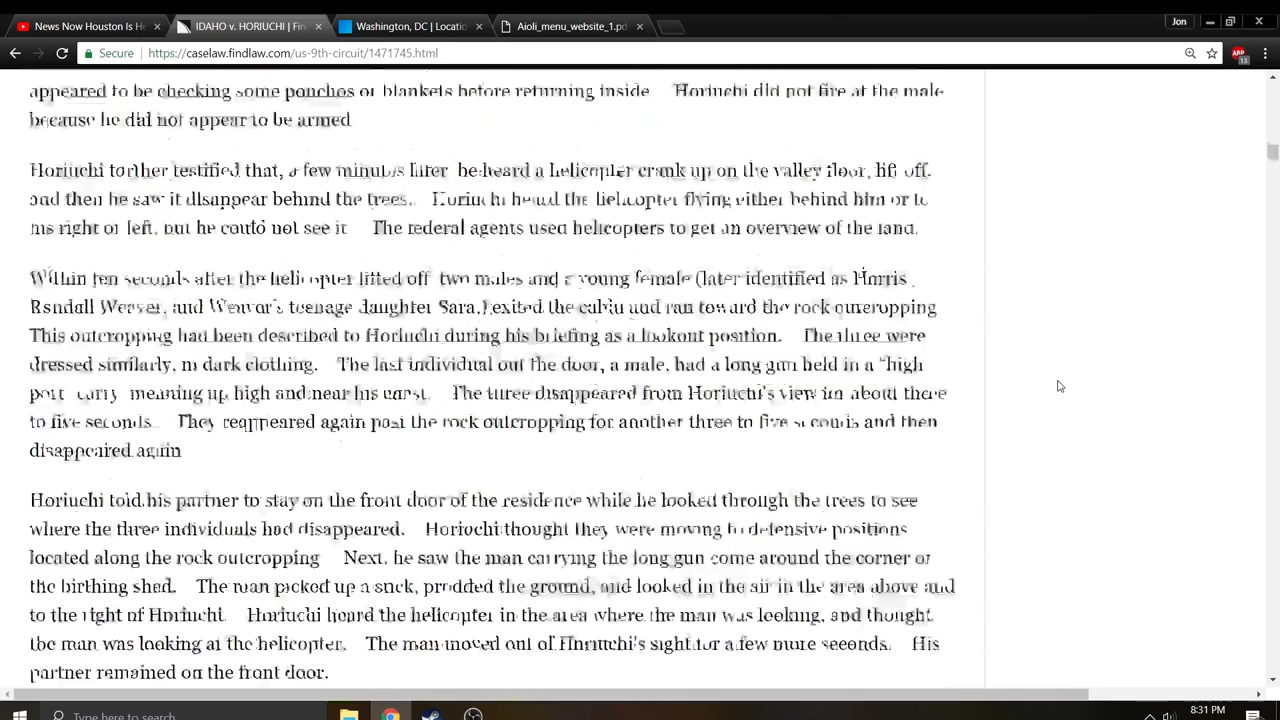 News Now Houston Is He
IDAHO v. HORIUCHI | Fin
Washington, DC | Locatio
Aioli_menu_website_1.pd
Jon
Secure
https://caselaw.findlaw.com/us-9th-circuit/1471745.html
ABP
13
appeared to be checking some pouches or blankets before returning inside Horiuchi did not fire at the male
because he did not appear to be armed
Horiuchi further testified that, a few minutes later he heard a helicopter crank up on the valley floor, lift off.
and then he saw it disappear behind the trees. Horiuchi heard the helicopter flying either behind him or to
his right or left, but he could not see it The federal agents used helicopters to get an overview of the land.
Within ten seconds after the helicopter lifted off two males and a young female (later identified as Harris
Randall Weaver, and Weaver's teenage daughter Sara,) exited the cabin and ran toward the rock outcropping
This outcropping had been described to Horiuchi during his briefing as a lookout position. The three were
dressed similarly, in dark clothing. The last individual out the door, a male, had a long gun held in a "high
port carry meaning up high and near his The three disappeared from Horiuchi's view for about three
to five seconds They reappeared again past the rock outcropping for another three to five seconds and then
disappeared again
Horiuchi told his partner to stay on the front door of the residence while he looked through the trees to see
where the three individuals had disappeared. Horiuchi thought they were moving to defensive positions
located along the rock outcropping Next, he saw the man carrying the long gun come around the corner of
the birthing shed. The man picked up a stick, prodded the ground, and looked in the air in the area above and
to the right of Horiuchi Horiuchi heard the helicopter in the area where the man was looking, and thought
the man was looking at the helicopter. The man moved out of Horiuchi's sight for a few more seconds. His
partner remained on the front door.
Type here to search
8:31 PM